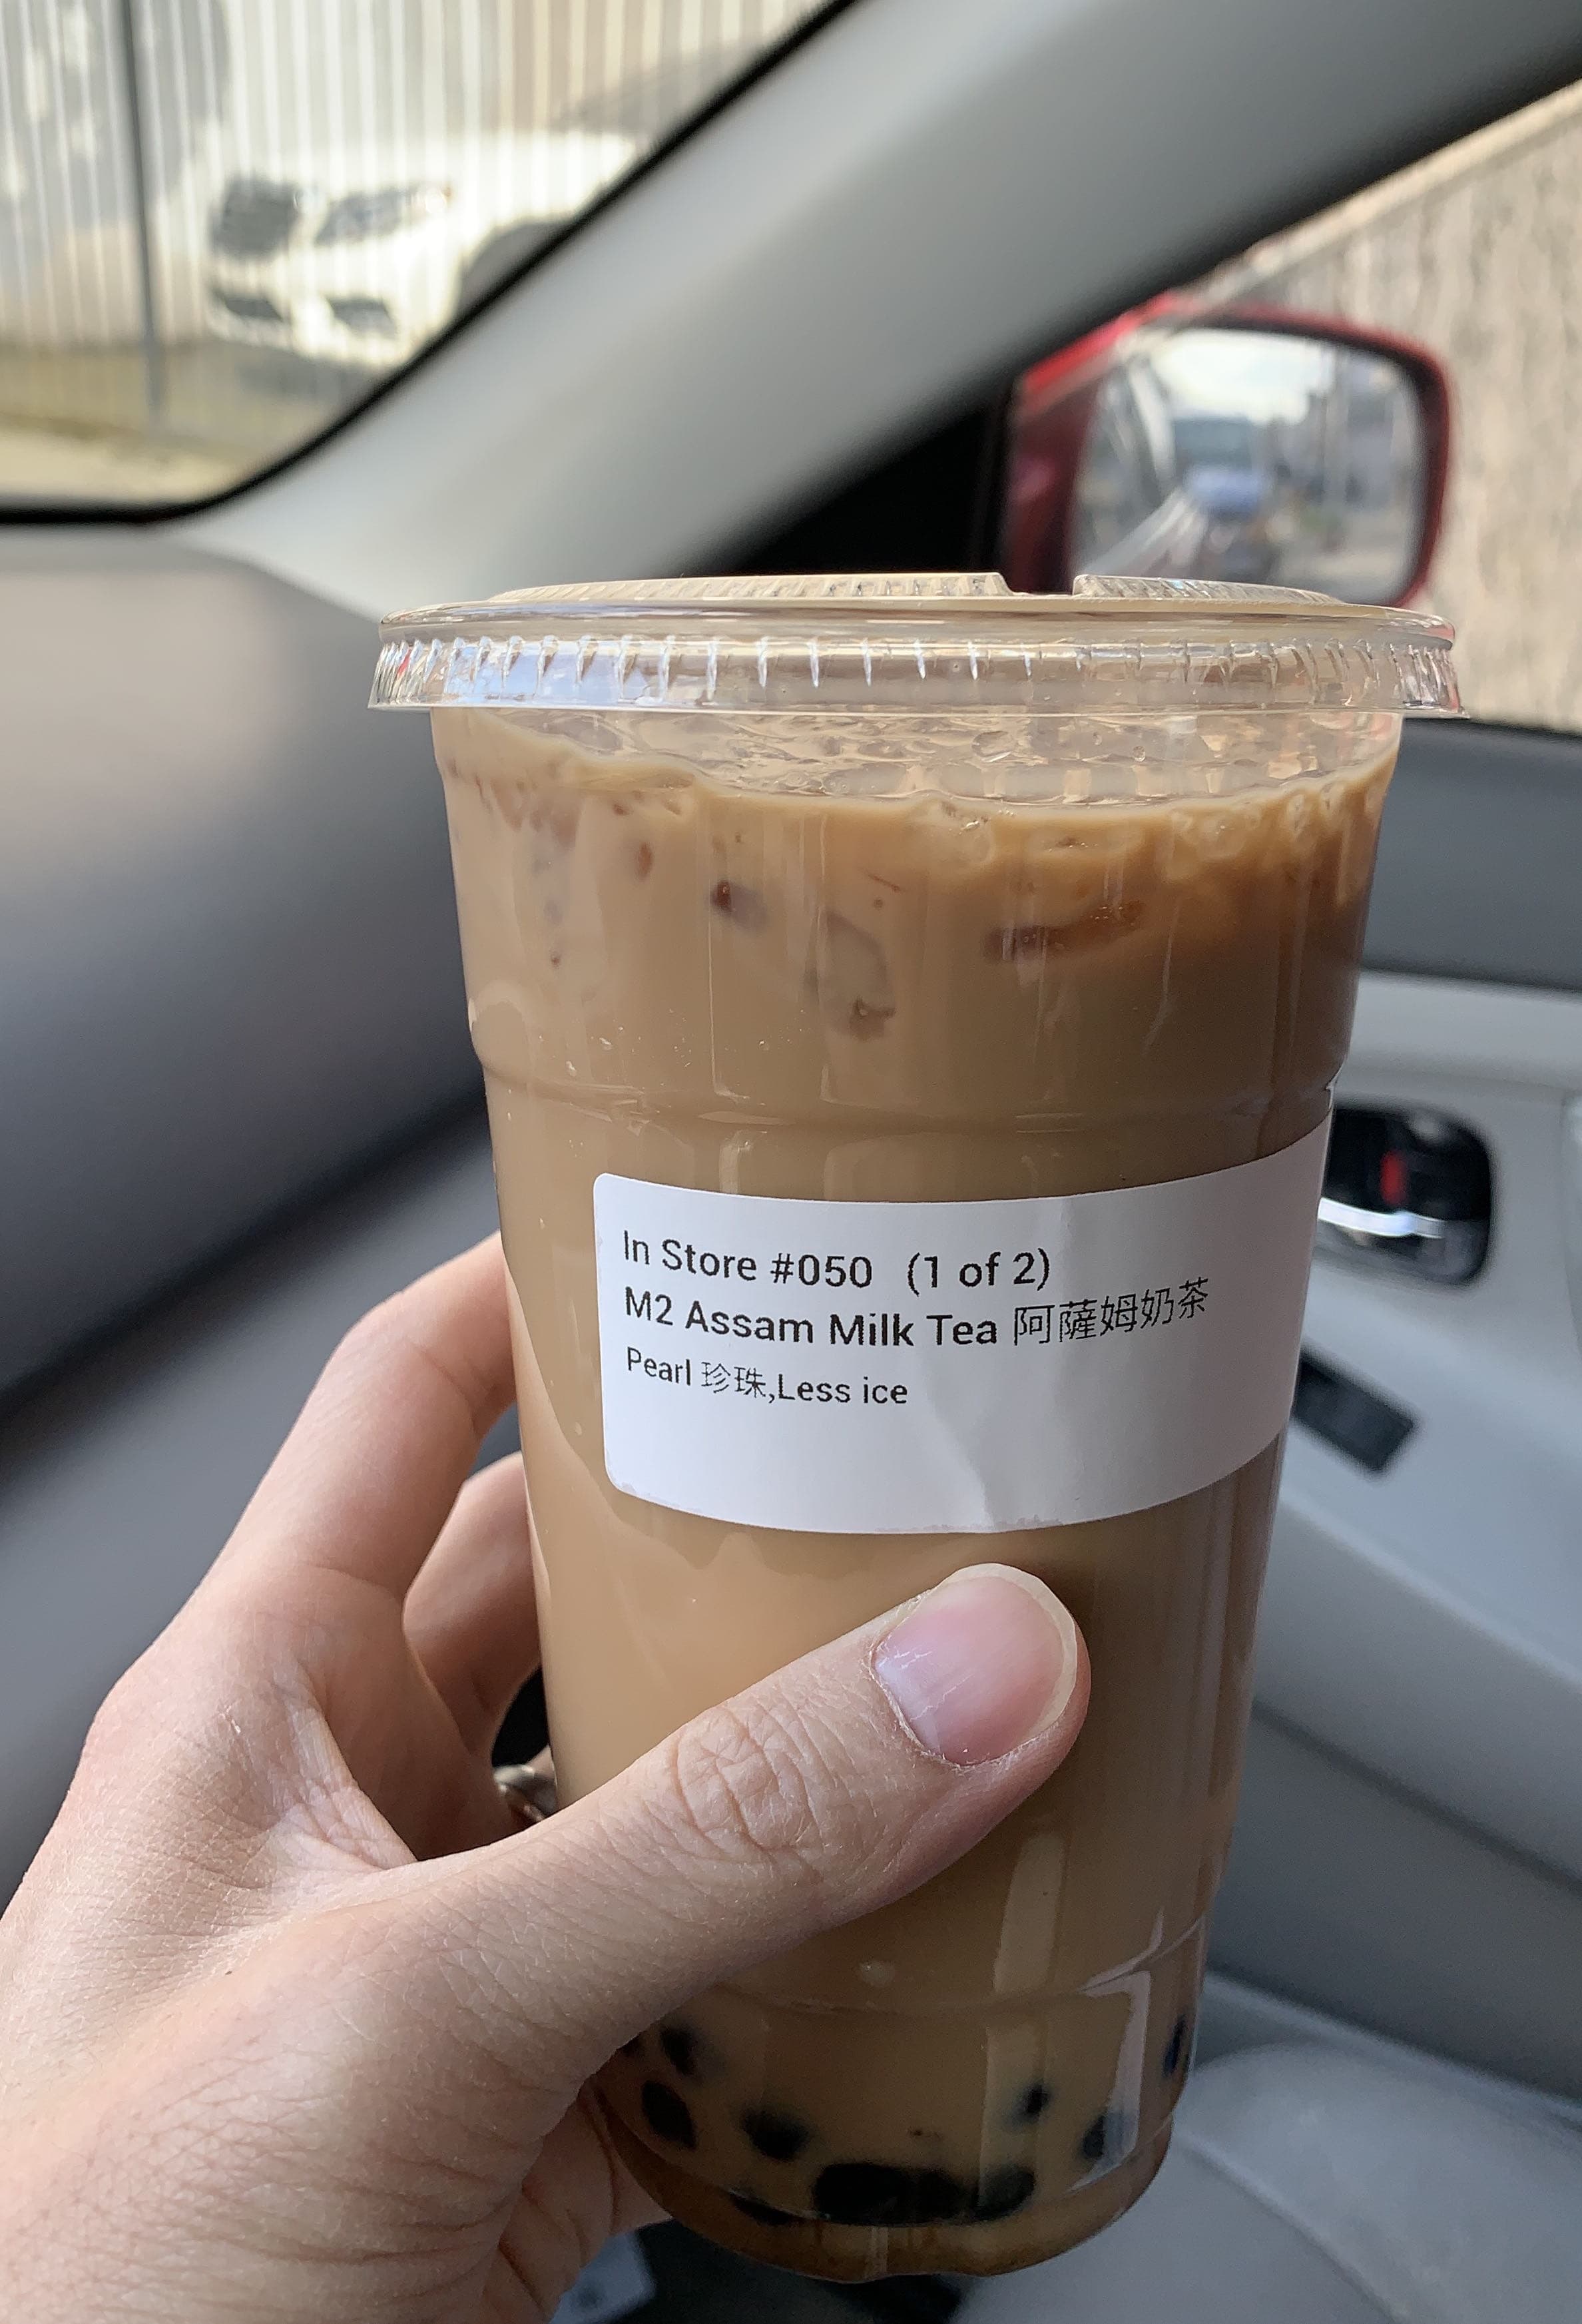 In Store #050 (1 of 2)
M2 Assam Milk Tea 阿薩姆奶茶
Pearl 珍珠,Less ice